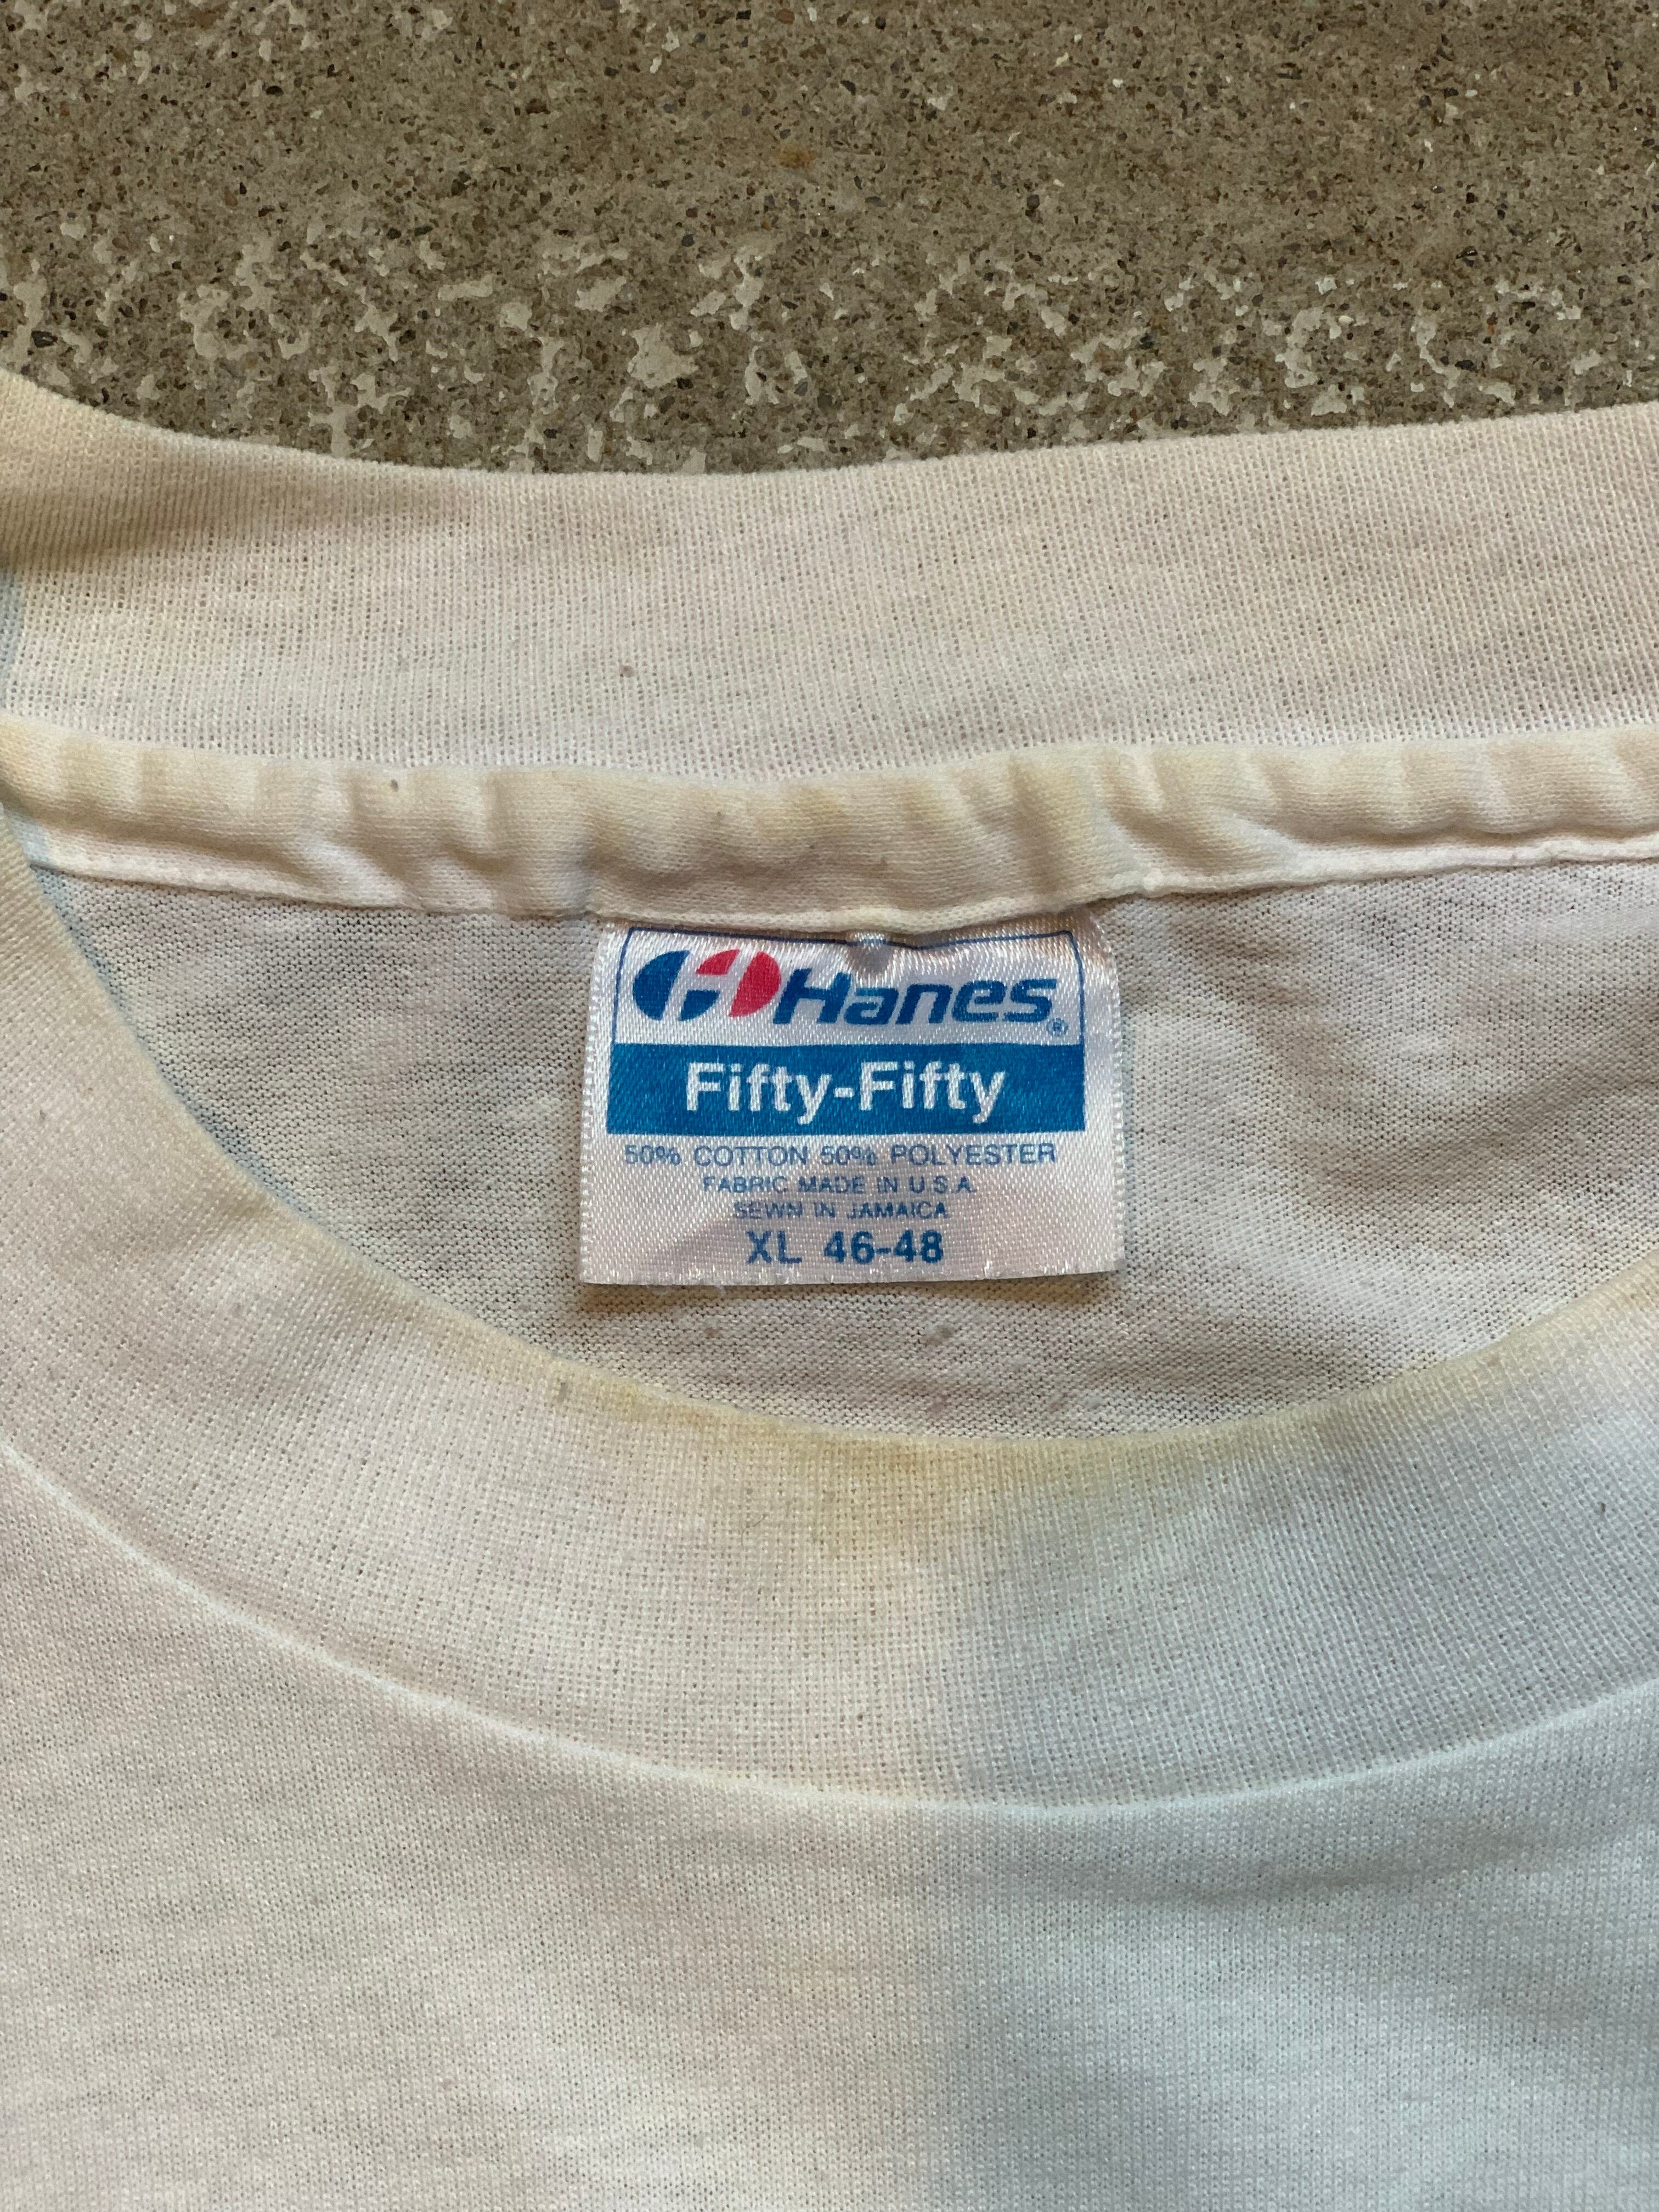 Hanes®
Fifty-Fifty
50% COTTON 50% POLYESTER
FABRIC MADE IN U.S.A.
SEWN IN JAMAICA
XL 46-48